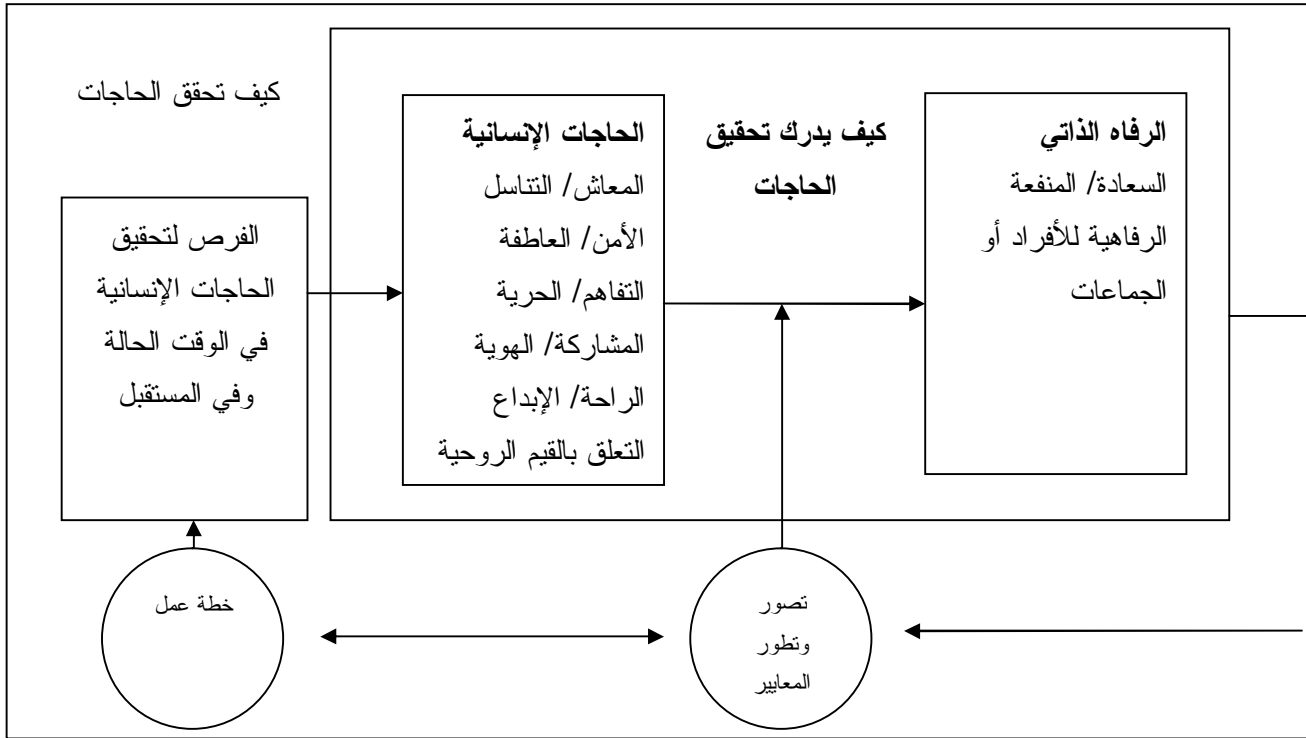 كيف تحقق الحاجات
الفرص لتحقيق
الحاجات الإنسانية
في الوقت الحالة
وفي المستقبل
الحاجات الإنسانية
المعاش/ التناسل
الأمن/ العاطفة
التفاهم/ الحرية
المشاركة/ الهوية
الراحة/ الإبداع
التعلق بالقيم الروحية
كيف يدرك تحقيق
الحاجات
الرفاه الذاتي
السعادة/ المنفعة
الرفاهية للأفراد أو
الجماعات
خطة عمل
تصور
وتطور
المعايير